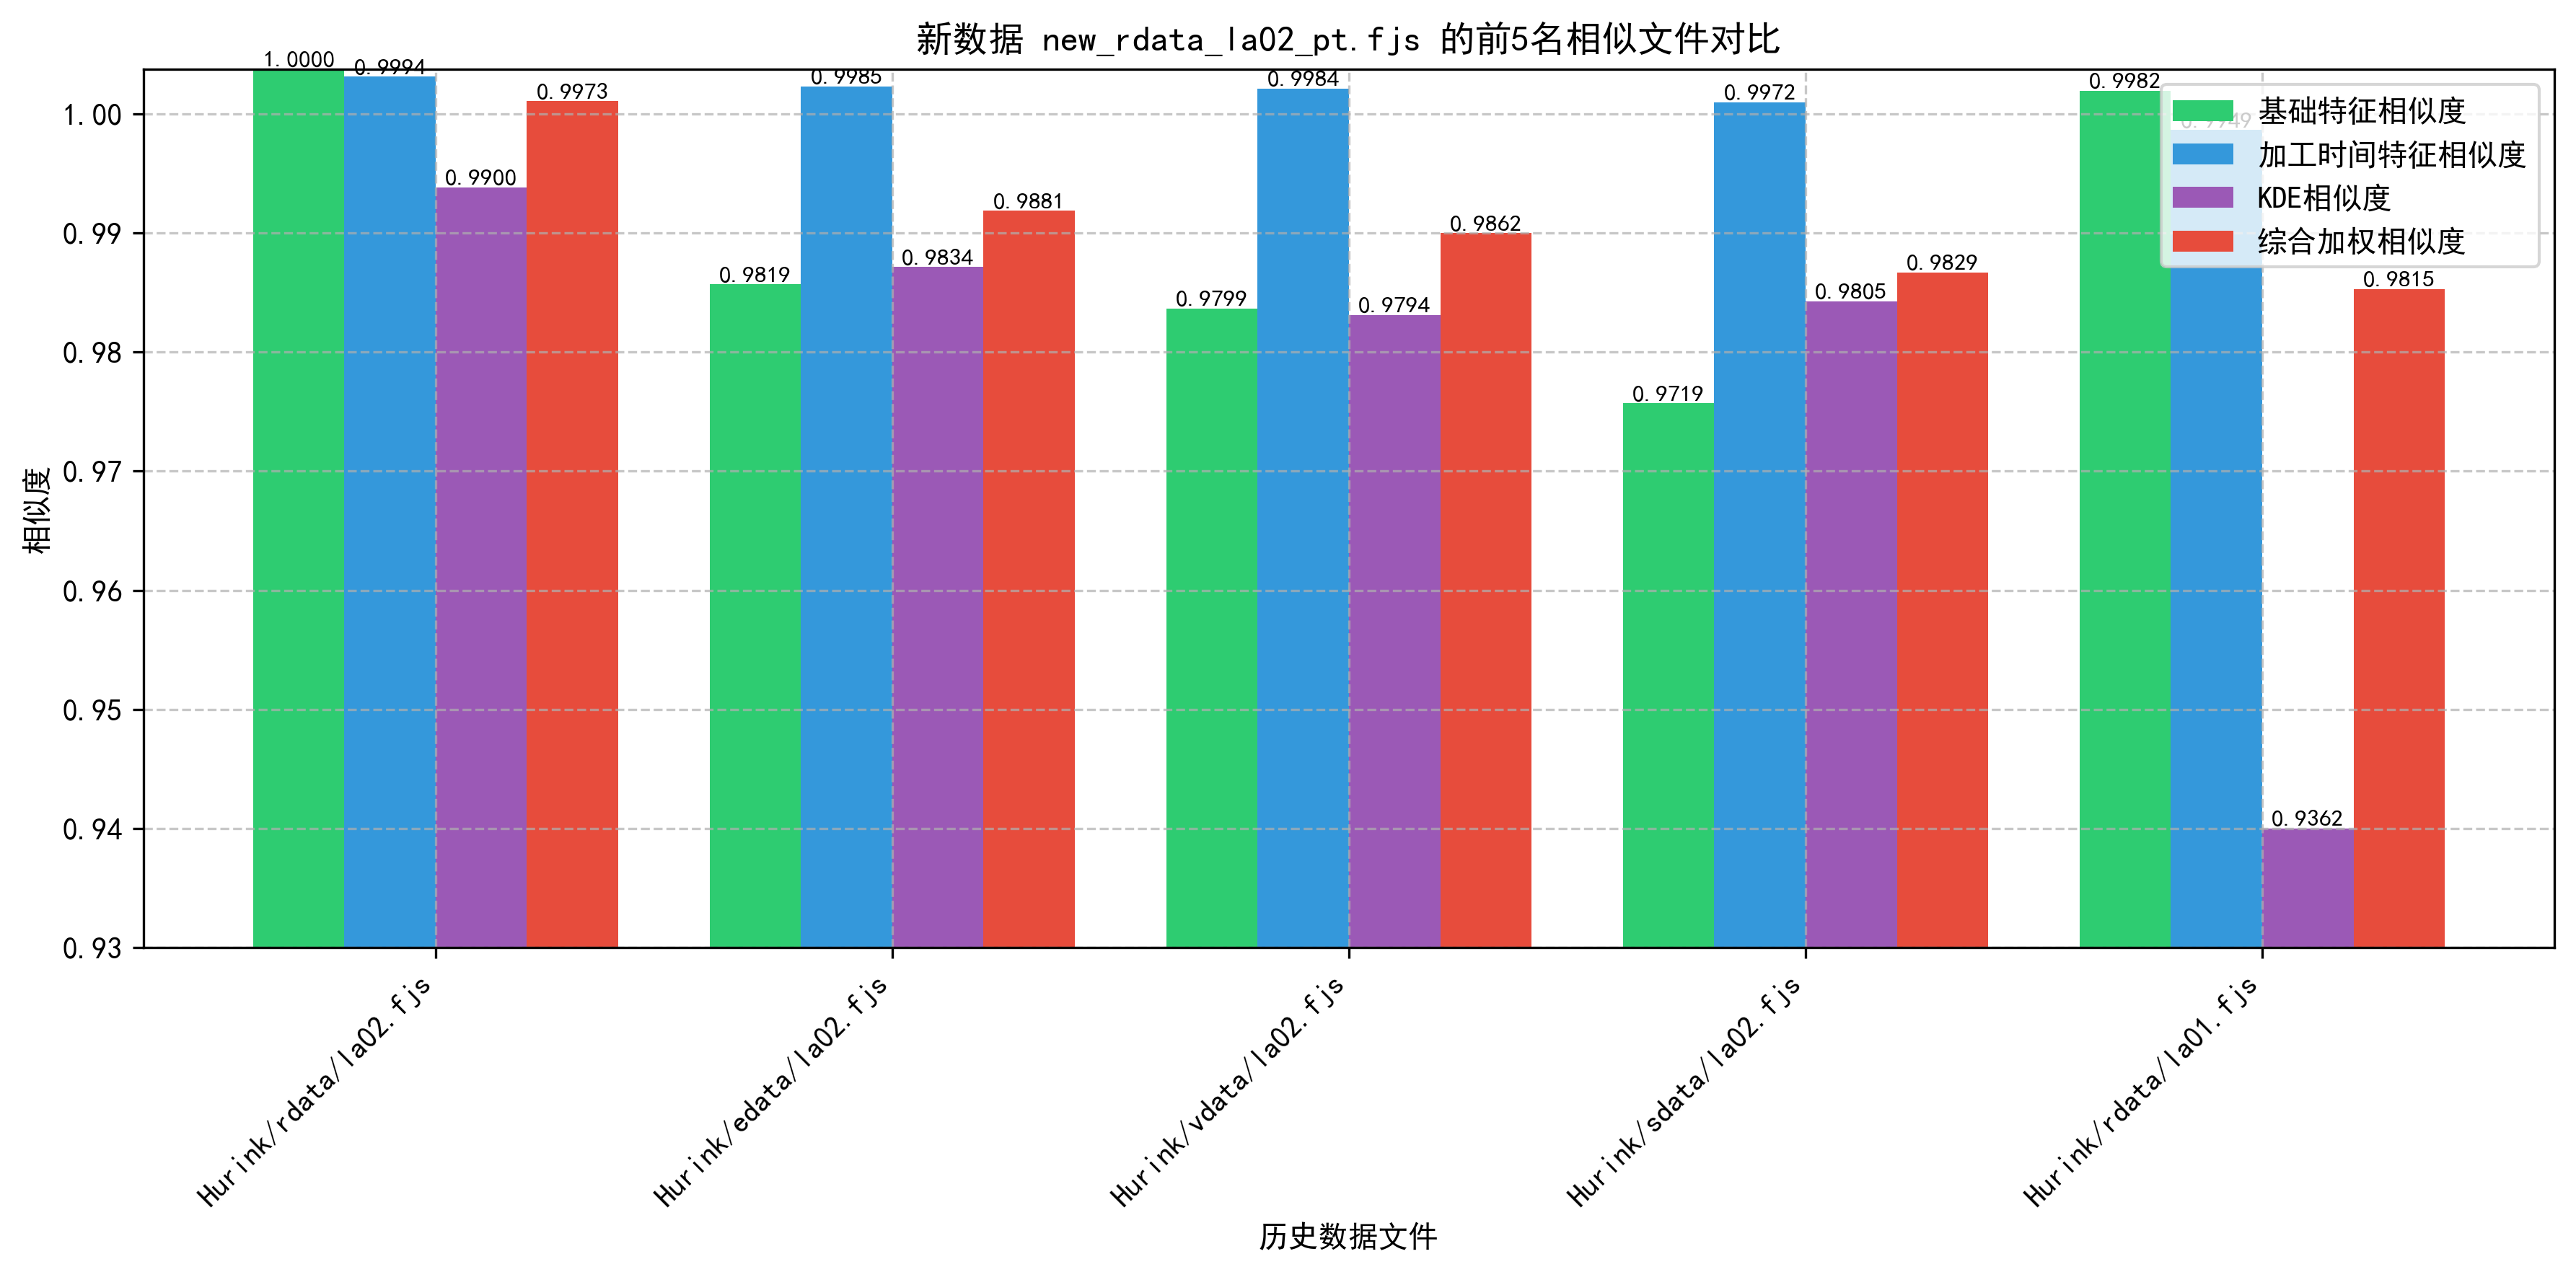 新数据 new_rdata_la02_pt.fjs 的前5名相似文件对比
1.0000
0.9994
0.9900
0.9973
0.9819
0.9985
0.9834
0.9881
0.9799
0.9984
0.9794
0.9862
0.9719
0.9972
0.9805
0.9829
0.9982
0.9949
0.9362
0.9815
基础特征相似度
加工时间特征相似度
KDE相似度
综合加权相似度
相似度
1.00
0.99
0.98
0.97
0.96
0.95
0.94
0.93
Hurink/rdata/la02.fjs
Hurink/edata/la02.fjs
Hurink/vdata/la02.fjs
Hurink/sdata/la02.fjs
Hurink/rdata/la01.fjs
历史数据文件